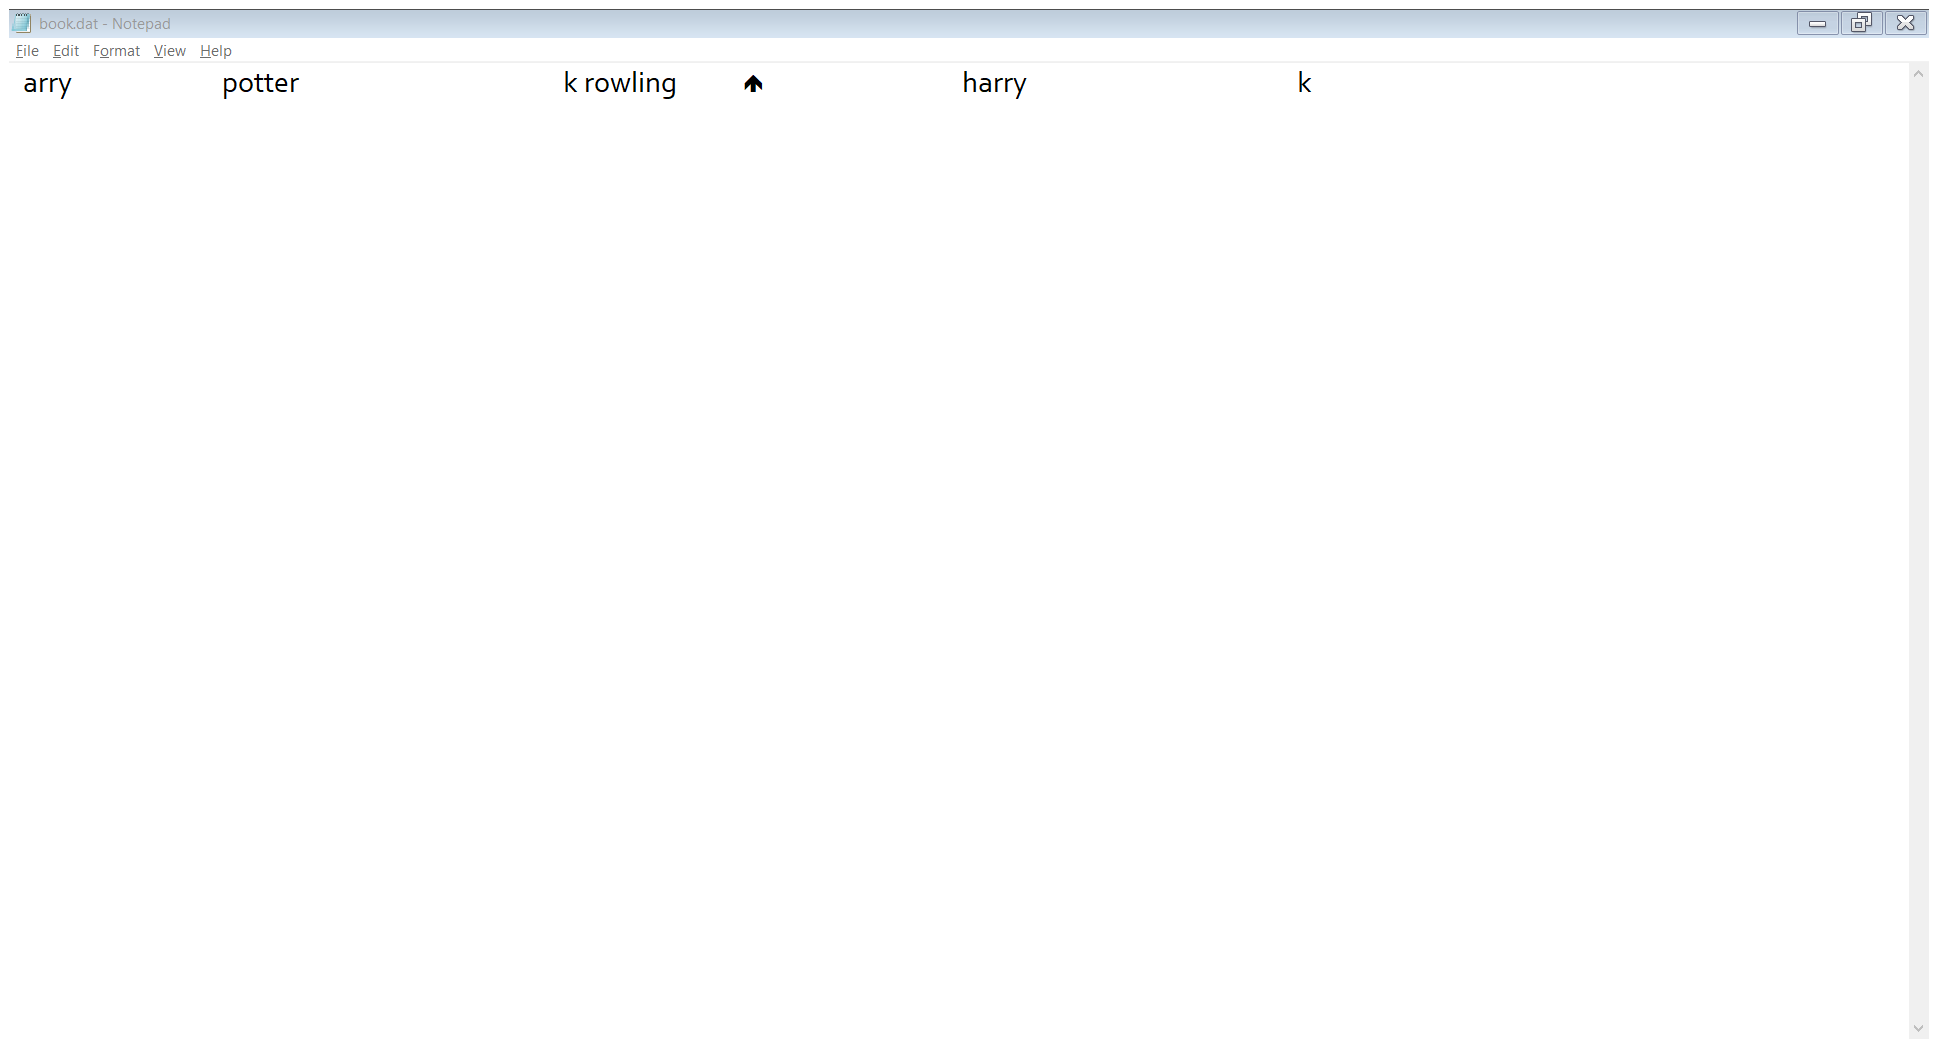 book.dat - Notepad
File Edit Format View Help
arry potter k rowling 🡹 harry k